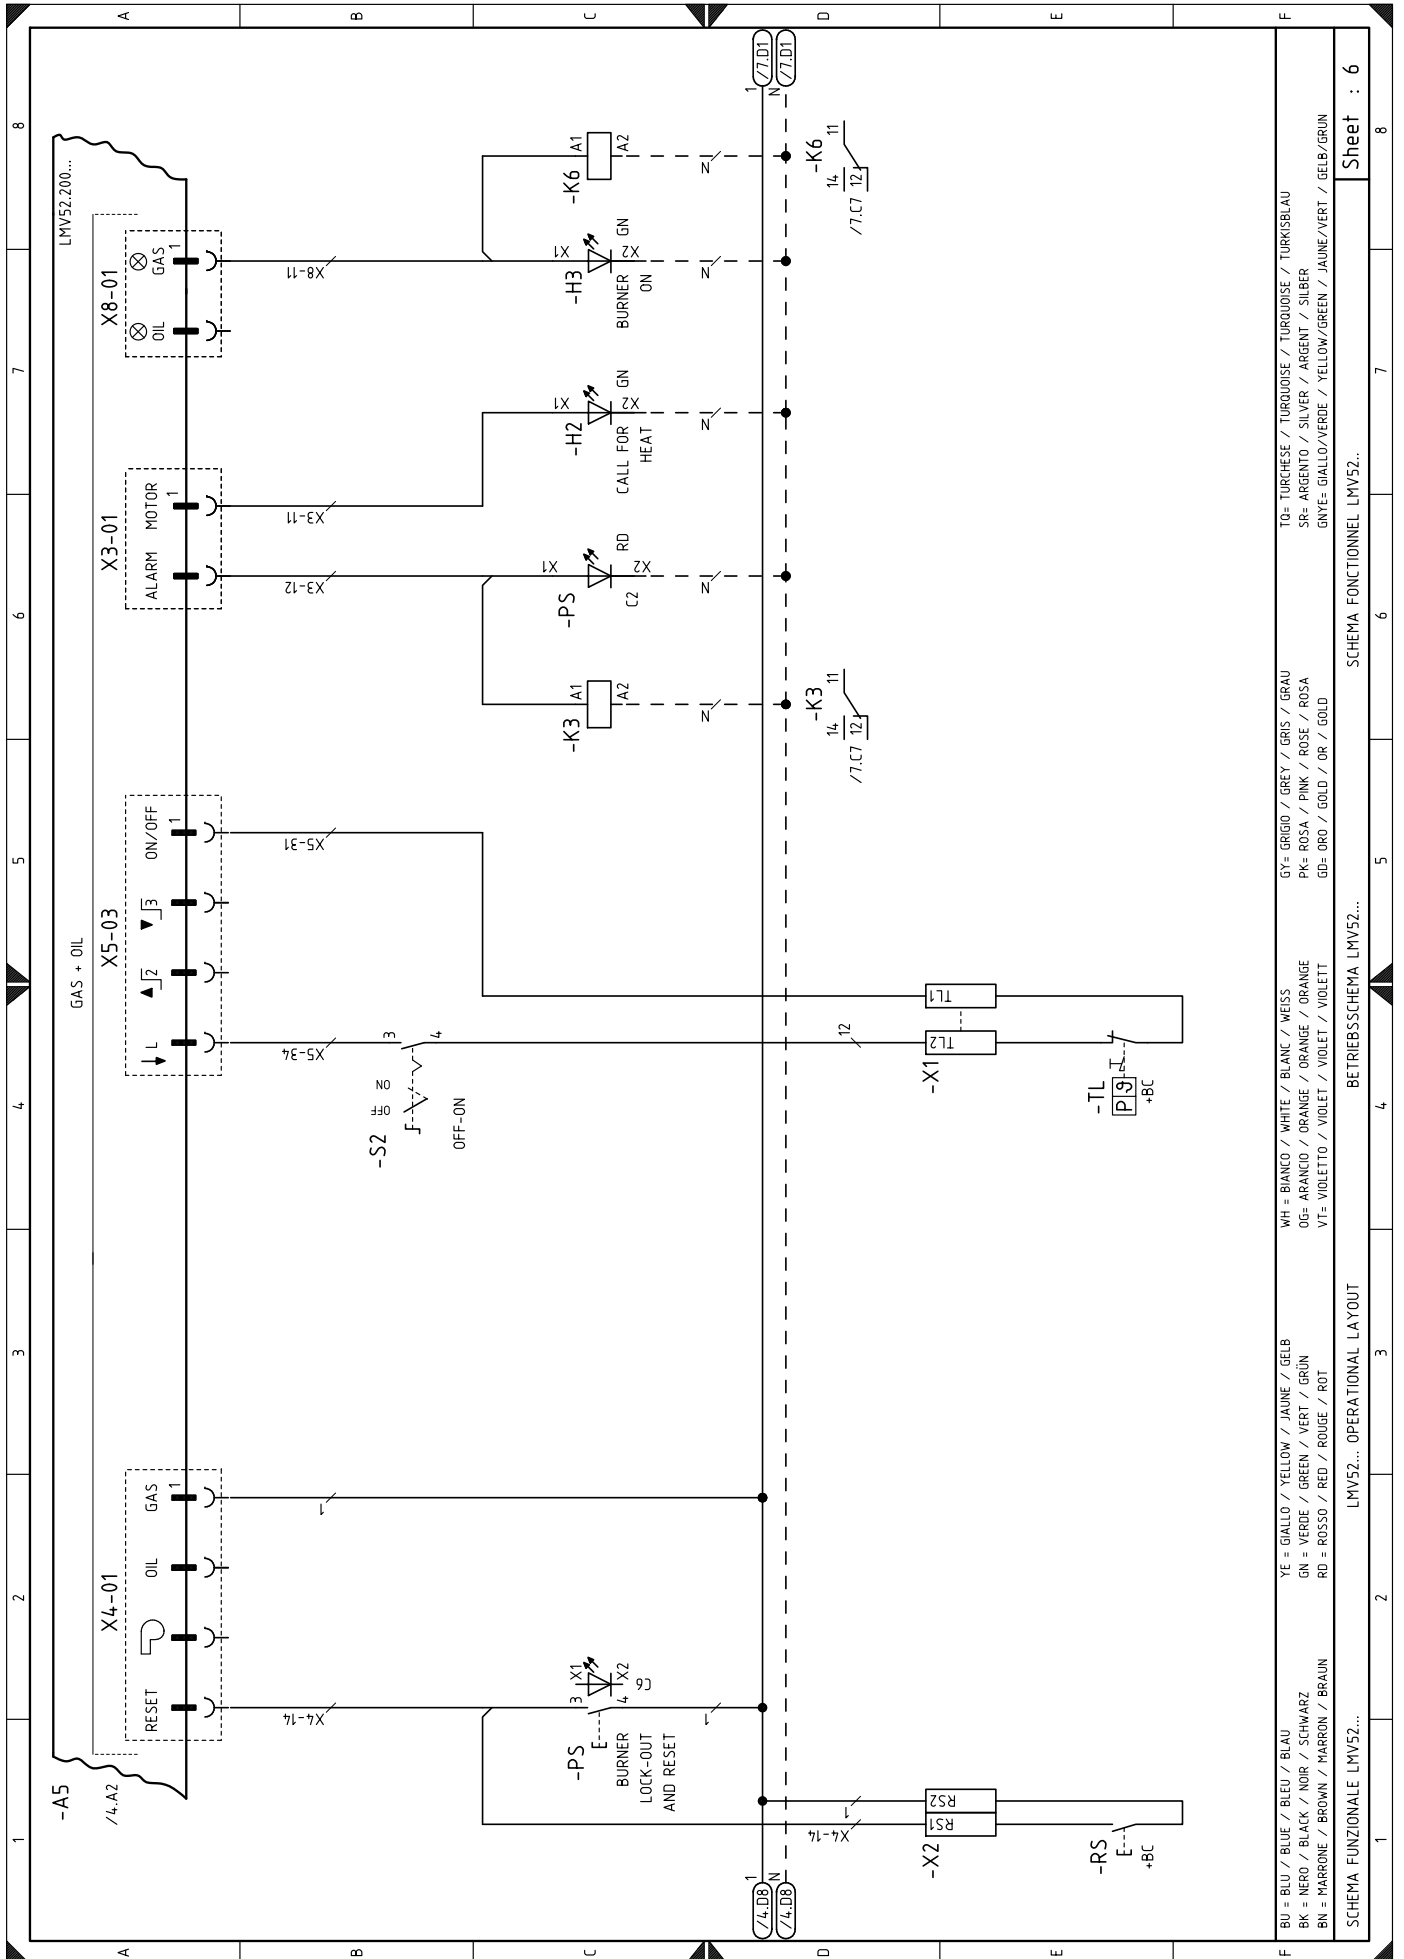 1 2 3 4 5 6 7 8
A
B
C
D
E
F
-A5
/4.A2
GAS + OIL
LMV52.200...
X4-01
RESET
OIL
GAS
1
X5-03
L
2
3
ON/OFF
1
X3-01
ALARM
MOTOR
1
X8-01
OIL
GAS
1
X4-14
1
X5-34
X5-31
X3-12
X3-11
X8-11
-S2
OFF
ON
3
4
OFF-ON
-PS
3
4
X1
X2
C6
BURNER
LOCK-OUT
AND RESET
1
-K3
A1
A2
N
-PS
X1
X2
RD
C2
N
-H2
X1
X2
GN
CALL FOR
HEAT
N
-H3
X1
X2
GN
BURNER
ON
N
-K6
A1
A2
N
/4.D8
1
/4.D8
N
1
/7.D1
N
/7.D1
-K3
14
12
11
/7.C7
-K6
14
12
11
/7.C7
X4-14
1
12
-X2
RS1
RS2
-X1
TL2
TL1
-RS
+BC
-TL
P
ϑ
+BC
BU = BLU / BLUE / BLEU / BLAU
BK = NERO / BLACK / NOIR / SCHWARZ
BN = MARRONE / BROWN / MARRON / BRAUN
YE = GIALLO / YELLOW / JAUNE / GELB
GN = VERDE / GREEN / VERT / GRÜN
RD = ROSSO / RED / ROUGE / ROT
WH = BIANCO / WHITE / BLANC / WEISS
OG= ARANCIO / ORANGE / ORANGE / ORANGE
VT= VIOLETTO / VIOLET / VIOLET / VIOLETT
GY= GRIGIO / GREY / GRIS / GRAU
PK= ROSA / PINK / ROSE / ROSA
GD= ORO / GOLD / OR / GOLD
TQ= TURCHESE / TURQUOISE / TURQUOISE / TURKISBLAU
SR= ARGENTO / SILVER / ARGENT / SILBER
GNYE= GIALLO/VERDE / YELLOW/GREEN / JAUNE/VERT / GELB/GRUN
SCHEMA FUNZIONALE LMV52...
LMV52... OPERATIONAL LAYOUT
BETRIEBSSCHEMA LMV52...
SCHEMA FONCTIONNEL LMV52...
Sheet : 6
1 2 3 4 5 6 7 8
A
B
C
D
E
F